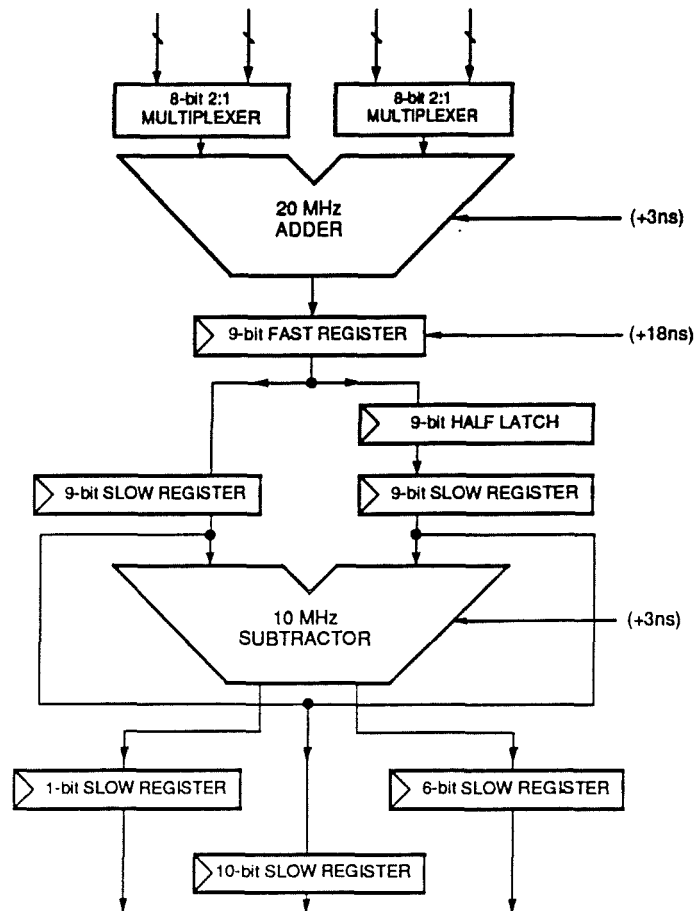 8-bit 2:1
MULTIPLEXER
8-bit 2:1
MULTIPLEXER
20 MHz
ADDER
(+3ns)
9-bit FAST REGISTER
(+18ns)
9-bit HALF LATCH
9-bit SLOW REGISTER
9-bit SLOW REGISTER
10 MHz
SUBTRACTOR
(+3ns)
1-bit SLOW REGISTER
6-bit SLOW REGISTER
10-bit SLOW REGISTER